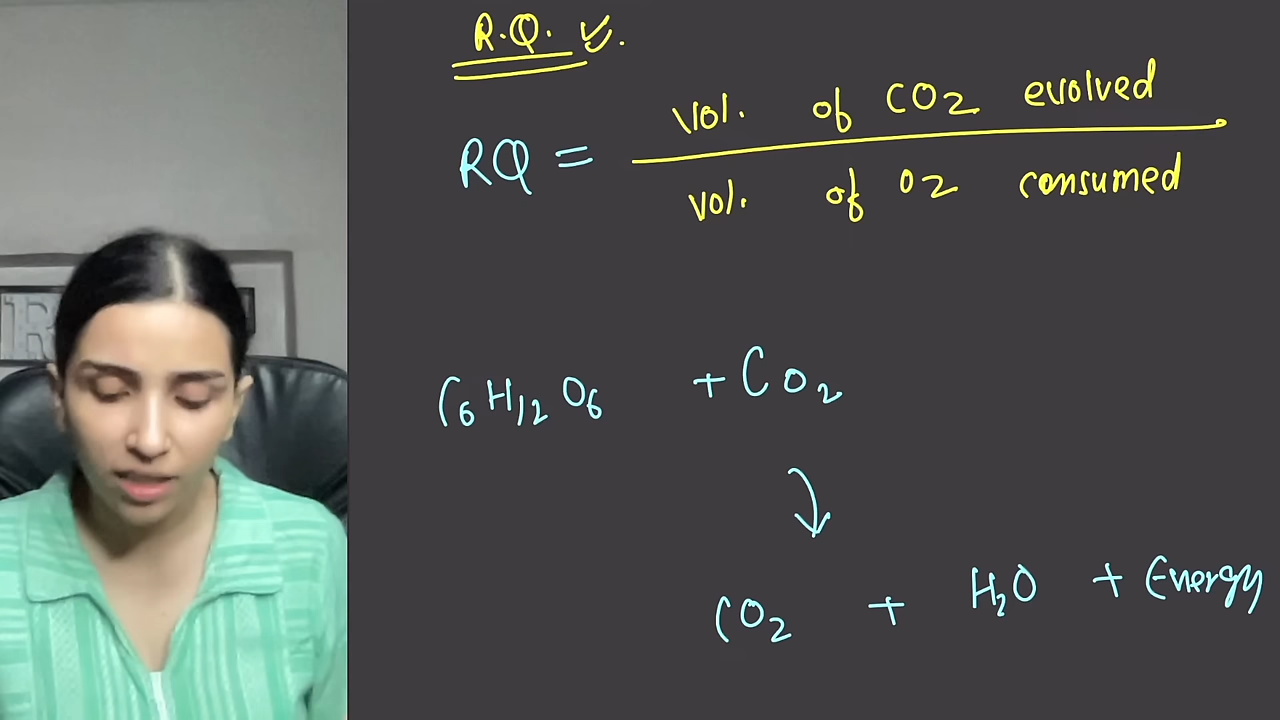 R.Q.
RQ = vol. of CO2 evolved
vol. of O2 consumed
C6H12O6 + CO2
↓
CO2 + H2O + Energy